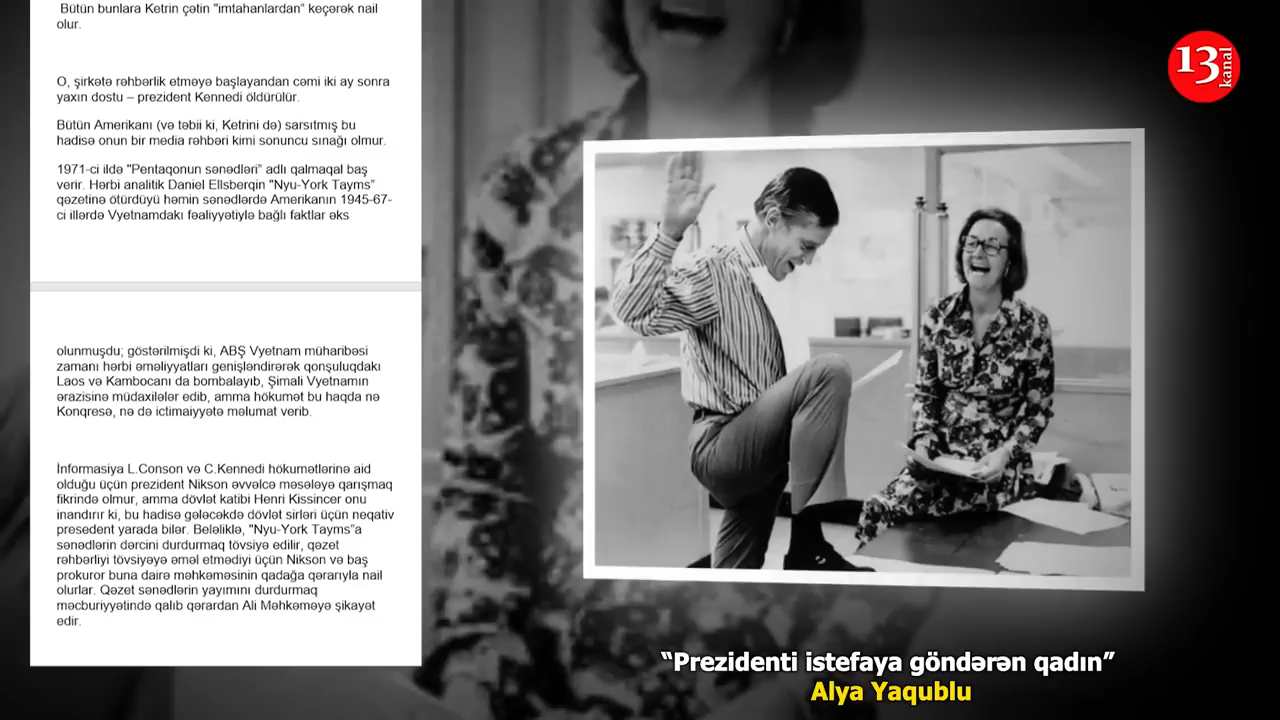 Bütün bunlara Ketrin çətin "imtahanlardan" keçərək nail
olur.
O, şirkətə rəhbərlik etməyə başlayandan cəmi iki ay sonra
yaxın dostu – prezident Kennedi öldürülür.
Bütün Amerikanı (və təbii ki, Ketrini də) sarsıtmış bu
hadisə onun bir media rəhbəri kimi sonuncu sınağı olmur.
1971-ci ildə "Pentaqonun sənədləri" adlı qalmaqal baş
verir. Hərbi analitik Daniel Ellsberqin "Nyu-York Tayms"
qəzetinə ötürdüyü həmin sənədlərdə Amerikanın 1945-67-
ci illərdə Vyetnamdakı fəaliyyətiylə bağlı faktlar əks
olunmuşdu; göstərilmişdi ki, ABŞ Vyetnam müharibəsi
zamanı hərbi əməliyyatları genişləndirərək qonşuluqdakı
Laos və Kambocanı da bombalayıb, Şimali Vyetnamın
ərazisinə müdaxilələr edib, amma hökumət bu haqda nə
Konqresə, nə də ictimaiyyətə məlumat verib.
İnformasiya L.Conson və C.Kennedi hökumətlərinə aid
olduğu üçün prezident Nikson əvvəlcə məsələyə qarışmaq
fikrində olmur, amma dövlət katibi Henri Kissincer onu
inandırır ki, bu hadisə gələcəkdə dövlət sirləri üçün neqativ
presedent yarada bilər. Beləliklə, "Nyu-York Tayms"a
sənədlərin dərcini durdurmaq tövsiyə edilir, qəzet
rəhbərliyi tövsiyəyə əməl etmədiyi üçün Nikson və baş
prokuror buna dairə məhkəməsinin qadağa qərarıyla nail
olurlar. Qəzet sənədlərin yayımını durdurmaq
məcburiyyətində qalıb qərardan Ali Məhkəməyə şikayət
edir.
13
kanal
“Prezidenti istefaya göndərən qadın”
Alya Yaqublu